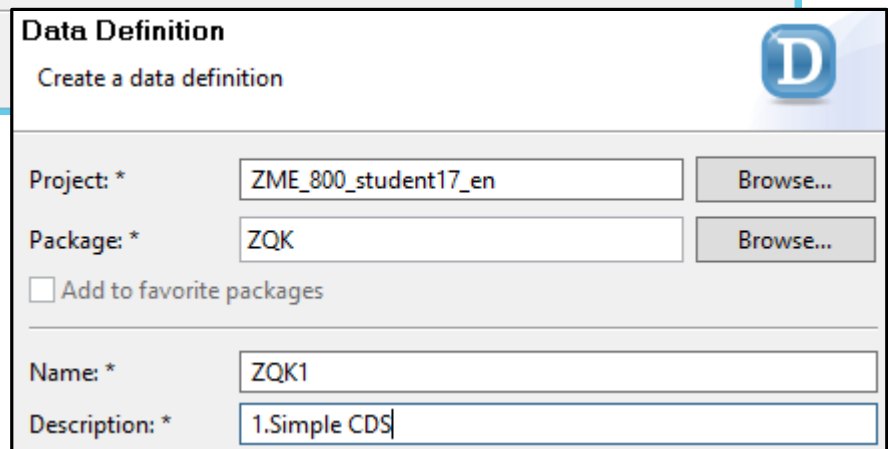 Data Definition
Create a data definition
D
Project: * ZME_800_student17_en Browse...
Package: * ZQK Browse...
Add to favorite packages
Name: * ZQK1
Description: * 1.Simple CDS